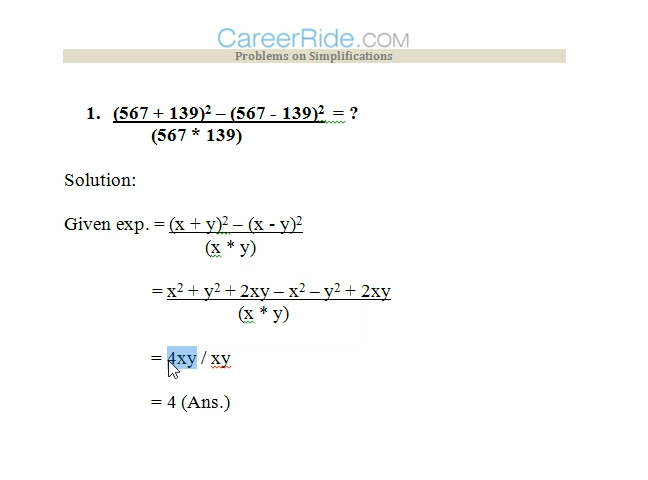 CareerRide.COM
Problems on Simplifications
1. (567 + 139)² – (567 - 139)² = ?
(567 * 139)
Solution:
Given exp. = (x + y)² – (x - y)²
(x * y)
= x² + y² + 2xy – x² – y² + 2xy
(x * y)
= 4xy / xy
= 4 (Ans.)